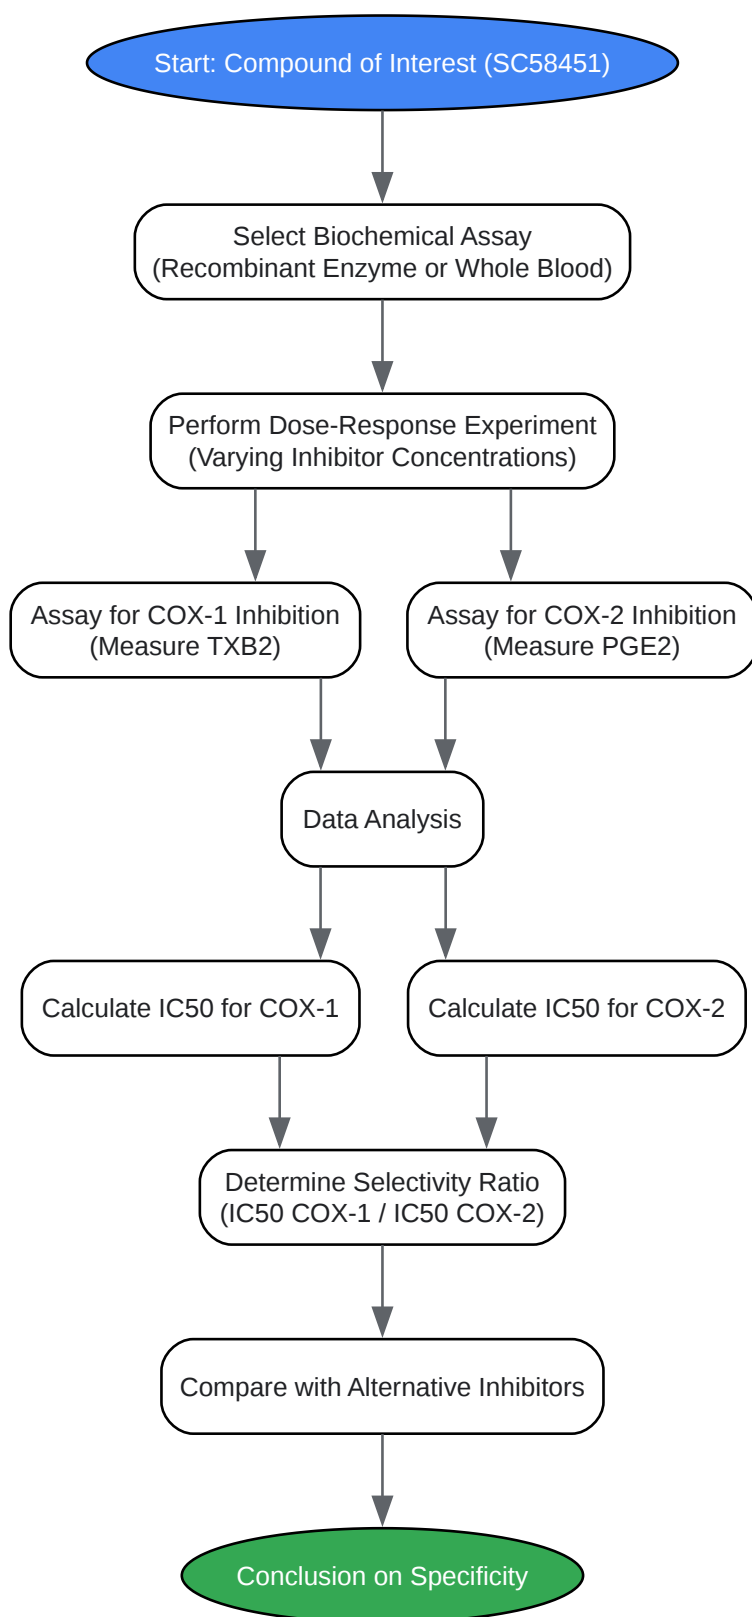 Start: Compound of Interest (SC58451)
Select Biochemical Assay
(Recombinant Enzyme or Whole Blood)
Perform Dose-Response Experiment
(Varying Inhibitor Concentrations)
Assay for COX-1 Inhibition
(Measure TXB2)
Assay for COX-2 Inhibition
(Measure PGE2)
Data Analysis
Calculate IC50 for COX-1
Calculate IC50 for COX-2
Determine Selectivity Ratio
(IC50 COX-1 / IC50 COX-2)
Compare with Alternative Inhibitors
Conclusion on Specificity